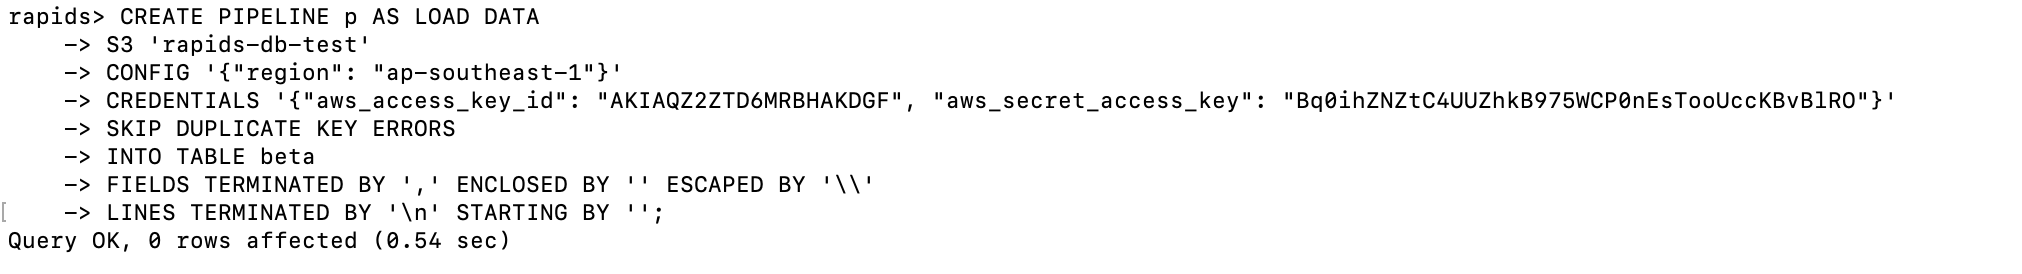 rapids> CREATE PIPELINE p AS LOAD DATA
    -> S3 'rapids-db-test'
    -> CONFIG '{"region": "ap-southeast-1"}'
    -> CREDENTIALS '{"aws_access_key_id": "AKIAQZ2ZTD6MRBHAKDGF", "aws_secret_access_key": "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"}'
    -> SKIP DUPLICATE KEY ERRORS
    -> INTO TABLE beta
    -> FIELDS TERMINATED BY ',' ENCLOSED BY '' ESCAPED BY '\\'
[    -> LINES TERMINATED BY '\n' STARTING BY '';
Query OK, 0 rows affected (0.54 sec)